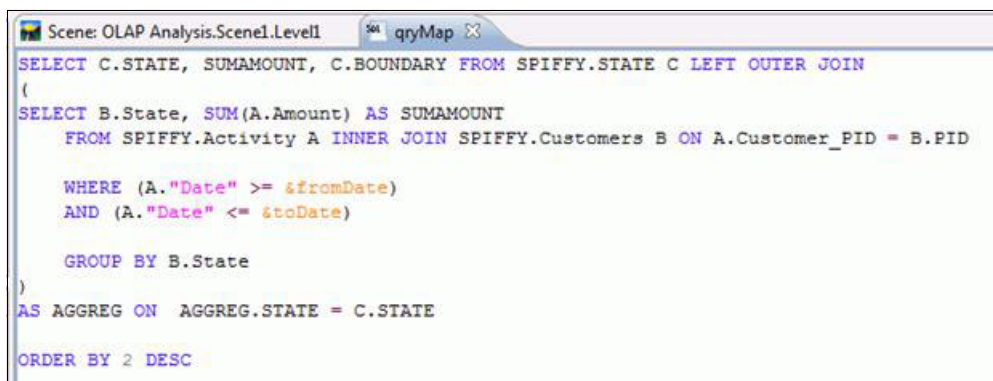 Scene: OLAP Analysis.Scene1.Level1 SQL qryMap
SELECT C.STATE, SUMAMOUNT, C.BOUNDARY FROM SPIFFY.STATE C LEFT OUTER JOIN
(
SELECT B.State, SUM(A.Amount) AS SUMAMOUNT
FROM SPIFFY.Activity A INNER JOIN SPIFFY.Customers B ON A.Customer_PID = B.PID
WHERE (A."Date" >= &fromDate)
AND (A."Date" <= &toDate)
GROUP BY B.State
)
AS AGGREG ON AGGREG.STATE = C.STATE
ORDER BY 2 DESC